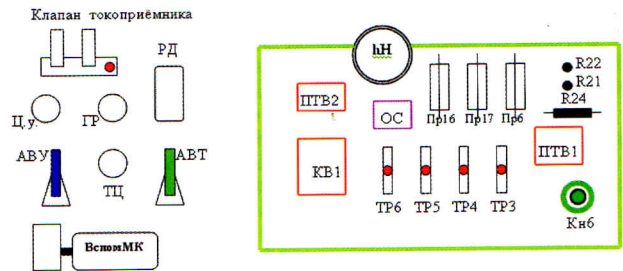 Клапан токоприёмника
РД
hН
R22
R21
R24
ПТВ2
ОС
Пр16 Пр17 Пр6
Ц.у. ГР
АВУ АВТ
ПТВ1
КВ1
ТЦ
ТР6 ТР5 ТР4 ТР3
Кн6
ВспомМК